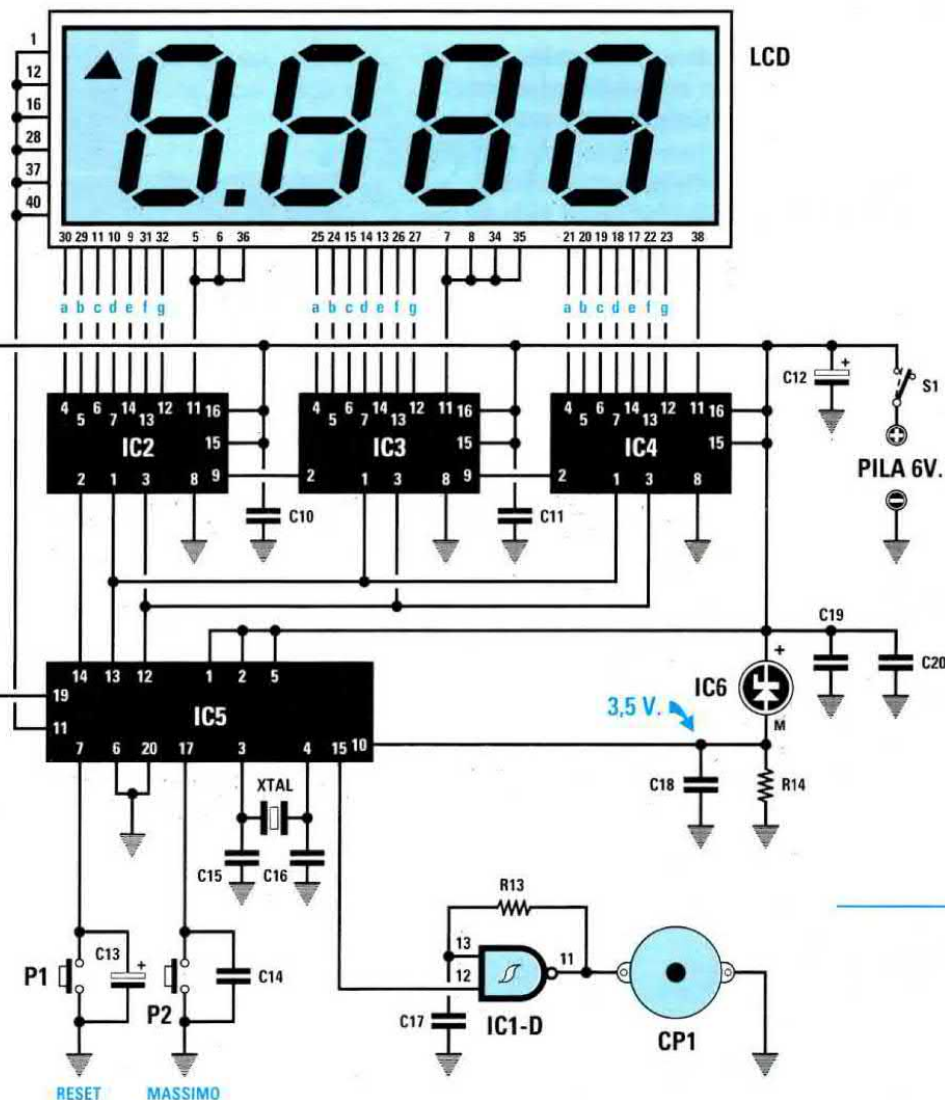 LCD
1
12
16
28
37
40
30 29 11 10 9 31 32 5 6 36 25 24 15 14 13 26 27 7 8 34 35 21 20 19 18 17 22 23 38
a b c d e f g a b c d e f g a b c d e f g
C12 +
S1
4 5 6 7 14 13 12 11 16
15
IC2
9
2 1 3 8
4 5 6 7 14 13 12 11 16
15
IC3
2 9
1 3 8
4 5 6 7 14 13 12 11 16
15
IC4
2
1 3 8
PILA 6V.
C10
C11
C19
C20
14 13 12 1 2 5
19
11
IC5
7 6 20 17 3 4 15 10
IC6
+
M
3,5 V.
C18
R14
XTAL
C15
C16
R13
13
12
11
IC1-D
C17
CP1
P1
C13
+
P2
C14
RESET
MASSIMO